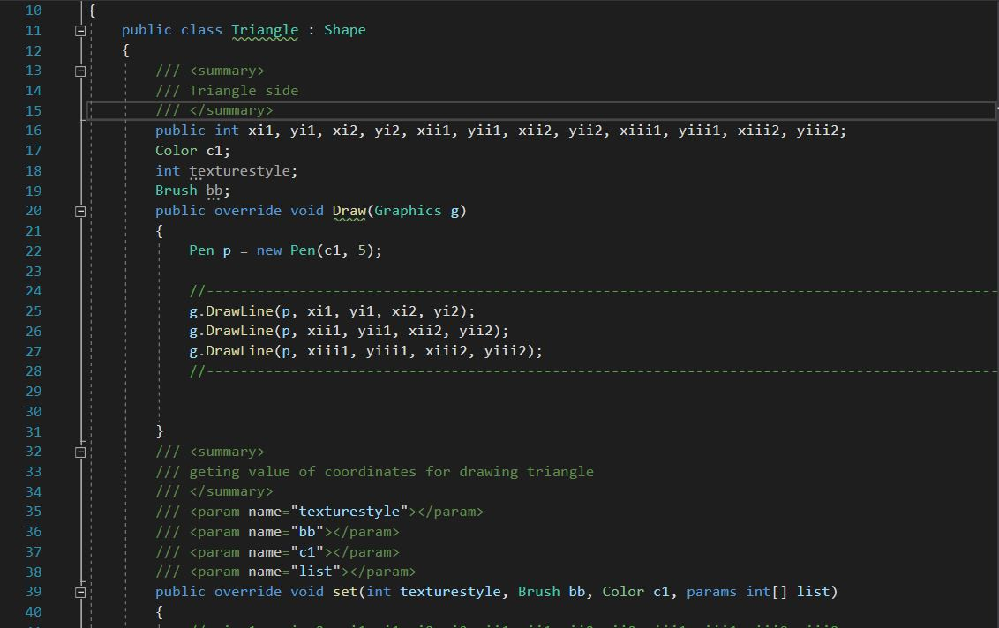 10 {
11 public class Triangle : Shape
12 {
13 /// <summary>
14 /// Triangle side
15 /// </summary>
16 public int xi1, yi1, xi2, yi2, xii1, yii1, xii2, yii2, xiii1, yiii1, xiii2, yiii2;
17 Color c1;
18 int texturestyle;
19 Brush bb;
20 public override void Draw(Graphics g)
21 {
22 Pen p = new Pen(c1, 5);
23
24 //----------------------------------------------------------------------------------------------
25 g.DrawLine(p, xi1, yi1, xi2, yi2);
26 g.DrawLine(p, xii1, yii1, xii2, yii2);
27 g.DrawLine(p, xiii1, yiii1, xiii2, yiii2);
28 //----------------------------------------------------------------------------------------------
29
30
31 }
32 /// <summary>
33 /// geting value of coordinates for drawing triangle
34 /// </summary>
35 /// <param name="texturestyle"></param>
36 /// <param name="bb"></param>
37 /// <param name="c1"></param>
38 /// <param name="list"></param>
39 public override void set(int texturestyle, Brush bb, Color c1, params int[] list)
40 {